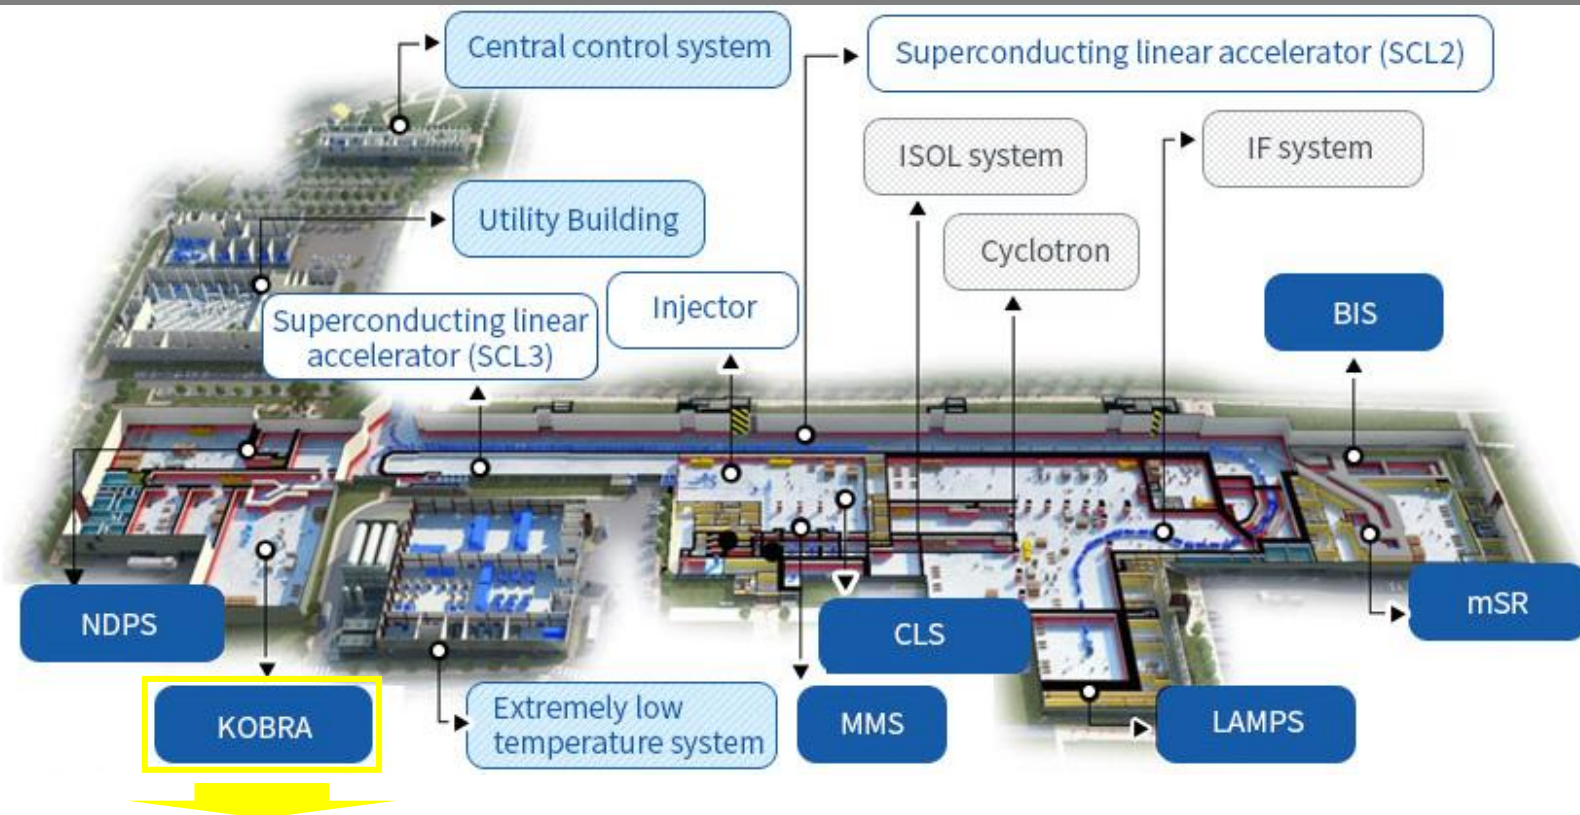 Central control system
Superconducting linear accelerator (SCL2)
ISOL system
IF system
Utility Building
Cyclotron
Superconducting linear
accelerator (SCL3)
Injector
BIS
NDPS
CLS
mSR
KOBRA
Extremely low
temperature system
MMS
LAMPS